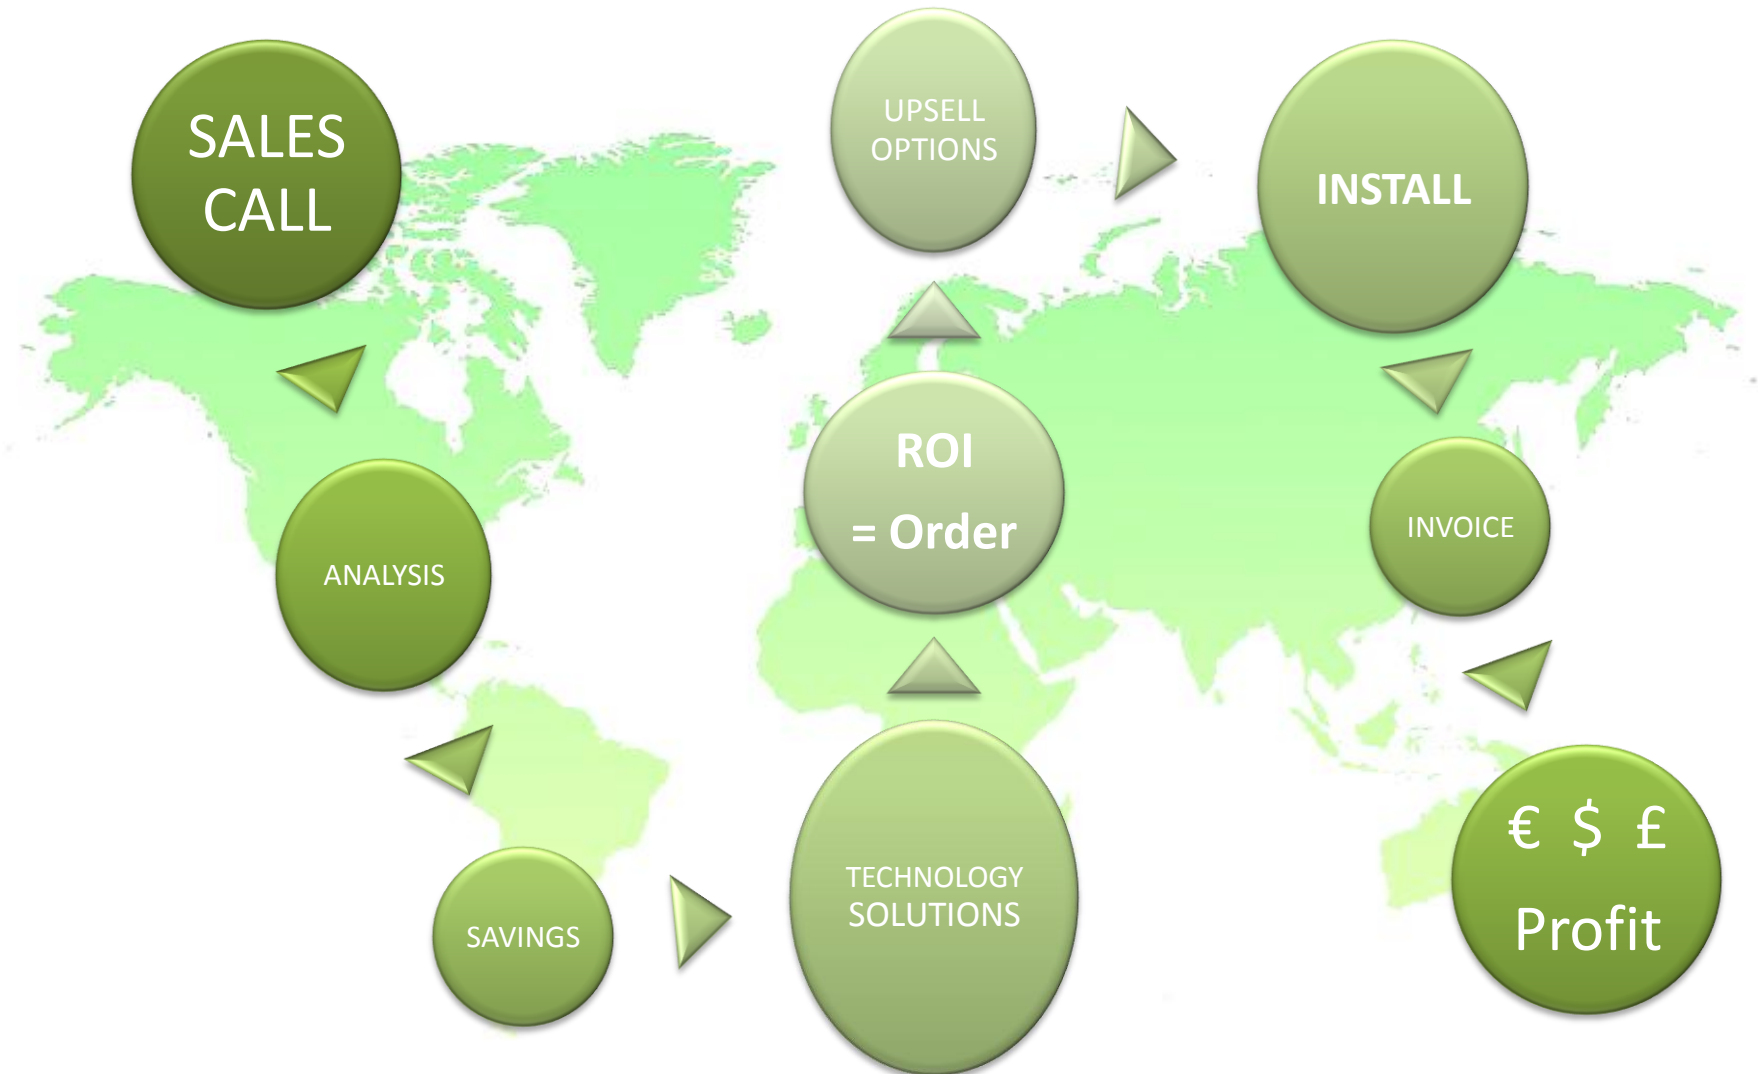 SALES
CALL
ANALYSIS
SAVINGS
TECHNOLOGY
SOLUTIONS
ROI
= Order
UPSELL
OPTIONS
INSTALL
INVOICE
€ $ £
Profit